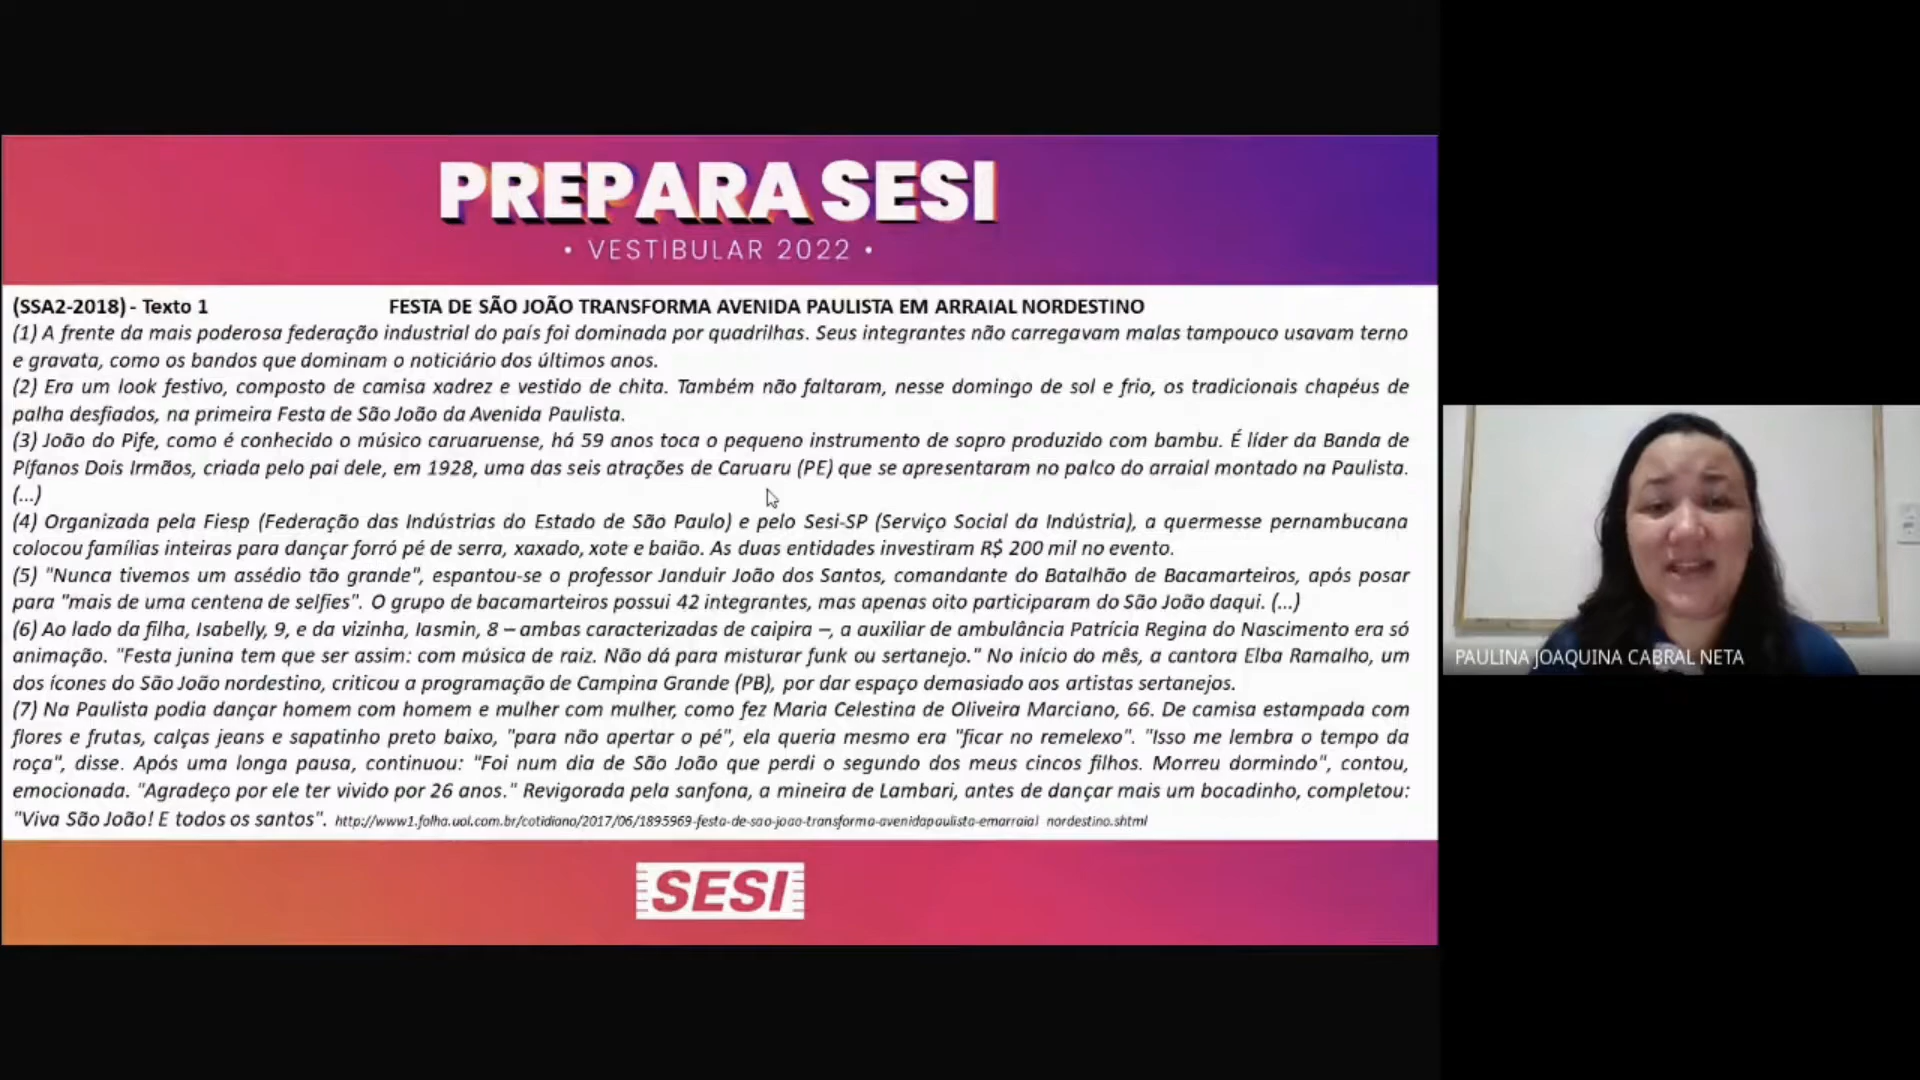 PREPARA SESI
• VESTIBULAR 2022 •
(SSA2-2018) - Texto 1 FESTA DE SÃO JOÃO TRANSFORMA AVENIDA PAULISTA EM ARRAIAL NORDESTINO
(1) A frente da mais poderosa federação industrial do país foi dominada por quadrilhas. Seus integrantes não carregavam malas tampouco usavam terno
e gravata, como os bandos que dominam o noticiário dos últimos anos.
(2) Era um look festivo, composto de camisa xadrez e vestido de chita. Também não faltaram, nesse domingo de sol e frio, os tradicionais chapéus de
palha desfiados, na primeira Festa de São João da Avenida Paulista.
(3) João do Pife, como é conhecido o músico caruaruense, há 59 anos toca o pequeno instrumento de sopro produzido com bambu. É líder da Banda de
Pífanos Dois Irmãos, criada pelo pai dele, em 1928, uma das seis atrações de Caruaru (PE) que se apresentaram no palco do arraial montado na Paulista.
(...)
(4) Organizada pela Fiesp (Federação das Indústrias do Estado de São Paulo) e pelo Sesi-SP (Serviço Social da Indústria), a quermesse pernambucana
colocou famílias inteiras para dançar forró pé de serra, xaxado, xote e baião. As duas entidades investiram R$ 200 mil no evento.
(5) "Nunca tivemos um assédio tão grande", espantou-se o professor Janduir João dos Santos, comandante do Batalhão de Bacamarteiros, após posar
para "mais de uma centena de selfies". O grupo de bacamarteiros possui 42 integrantes, mas apenas oito participaram do São João daqui. (...)
(6) Ao lado da filha, Isabelly, 9, e da vizinha, Iasmin, 8 – ambas caracterizadas de caipira –, a auxiliar de ambulância Patrícia Regina do Nascimento era só
animação. "Festa junina tem que ser assim: com música de raiz. Não dá para misturar funk ou sertanejo." No início do mês, a cantora Elba Ramalho, um
dos ícones do São João nordestino, criticou a programação de Campina Grande (PB), por dar espaço demasiado aos artistas sertanejos.
(7) Na Paulista podia dançar homem com homem e mulher com mulher, como fez Maria Celestina de Oliveira Marciano, 66. De camisa estampada com
flores e frutas, calças jeans e sapatinho preto baixo, "para não apertar o pé", ela queria mesmo era "ficar no remelexo". "Isso me lembra o tempo da
roça", disse. Após uma longa pausa, continuou: "Foi num dia de São João que perdi o segundo dos meus cincos filhos. Morreu dormindo", contou,
emocionada. "Agradeço por ele ter vivido por 26 anos." Revigorada pela sanfona, a mineira de Lambari, antes de dançar mais um bocadinho, completou:
"Viva São João! E todos os santos". http://www1.folha.uol.com.br/cotidiano/2017/06/1895969-festa-de-sao-joao-transforma-avenidapaulista-emarraial nordestino.shtml
SESI
PAULINA JOAQUINA CABRAL NETA